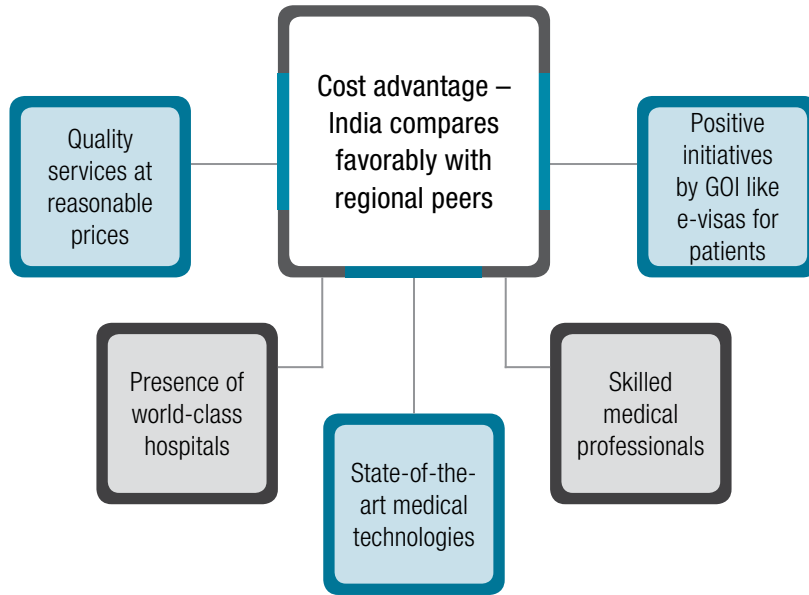 Cost advantage –
India compares
favorably with
regional peers
Quality
services at
reasonable
prices
Positive
initiatives
by GOI like
e-visas for
patients
Presence of
world-class
hospitals
State-of-the-
art medical
technologies
Skilled
medical
professionals